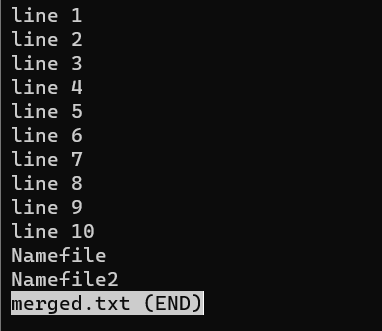 line 1
line 2
line 3
line 4
line 5
line 6
line 7
line 8
line 9
line 10
Namefile
Namefile2
merged.txt (END)